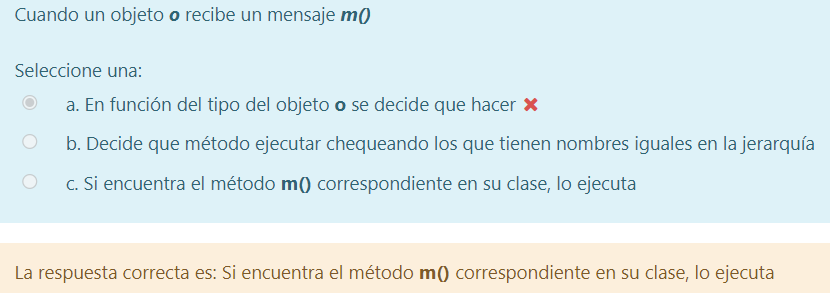 Cuando un objeto o recibe un mensaje m()
Seleccione una:
a. En función del tipo del objeto o se decide que hacer ✖
b. Decide que método ejecutar chequeando los que tienen nombres iguales en la jerarquía
c. Si encuentra el método m() correspondiente en su clase, lo ejecuta
La respuesta correcta es: Si encuentra el método m() correspondiente en su clase, lo ejecuta